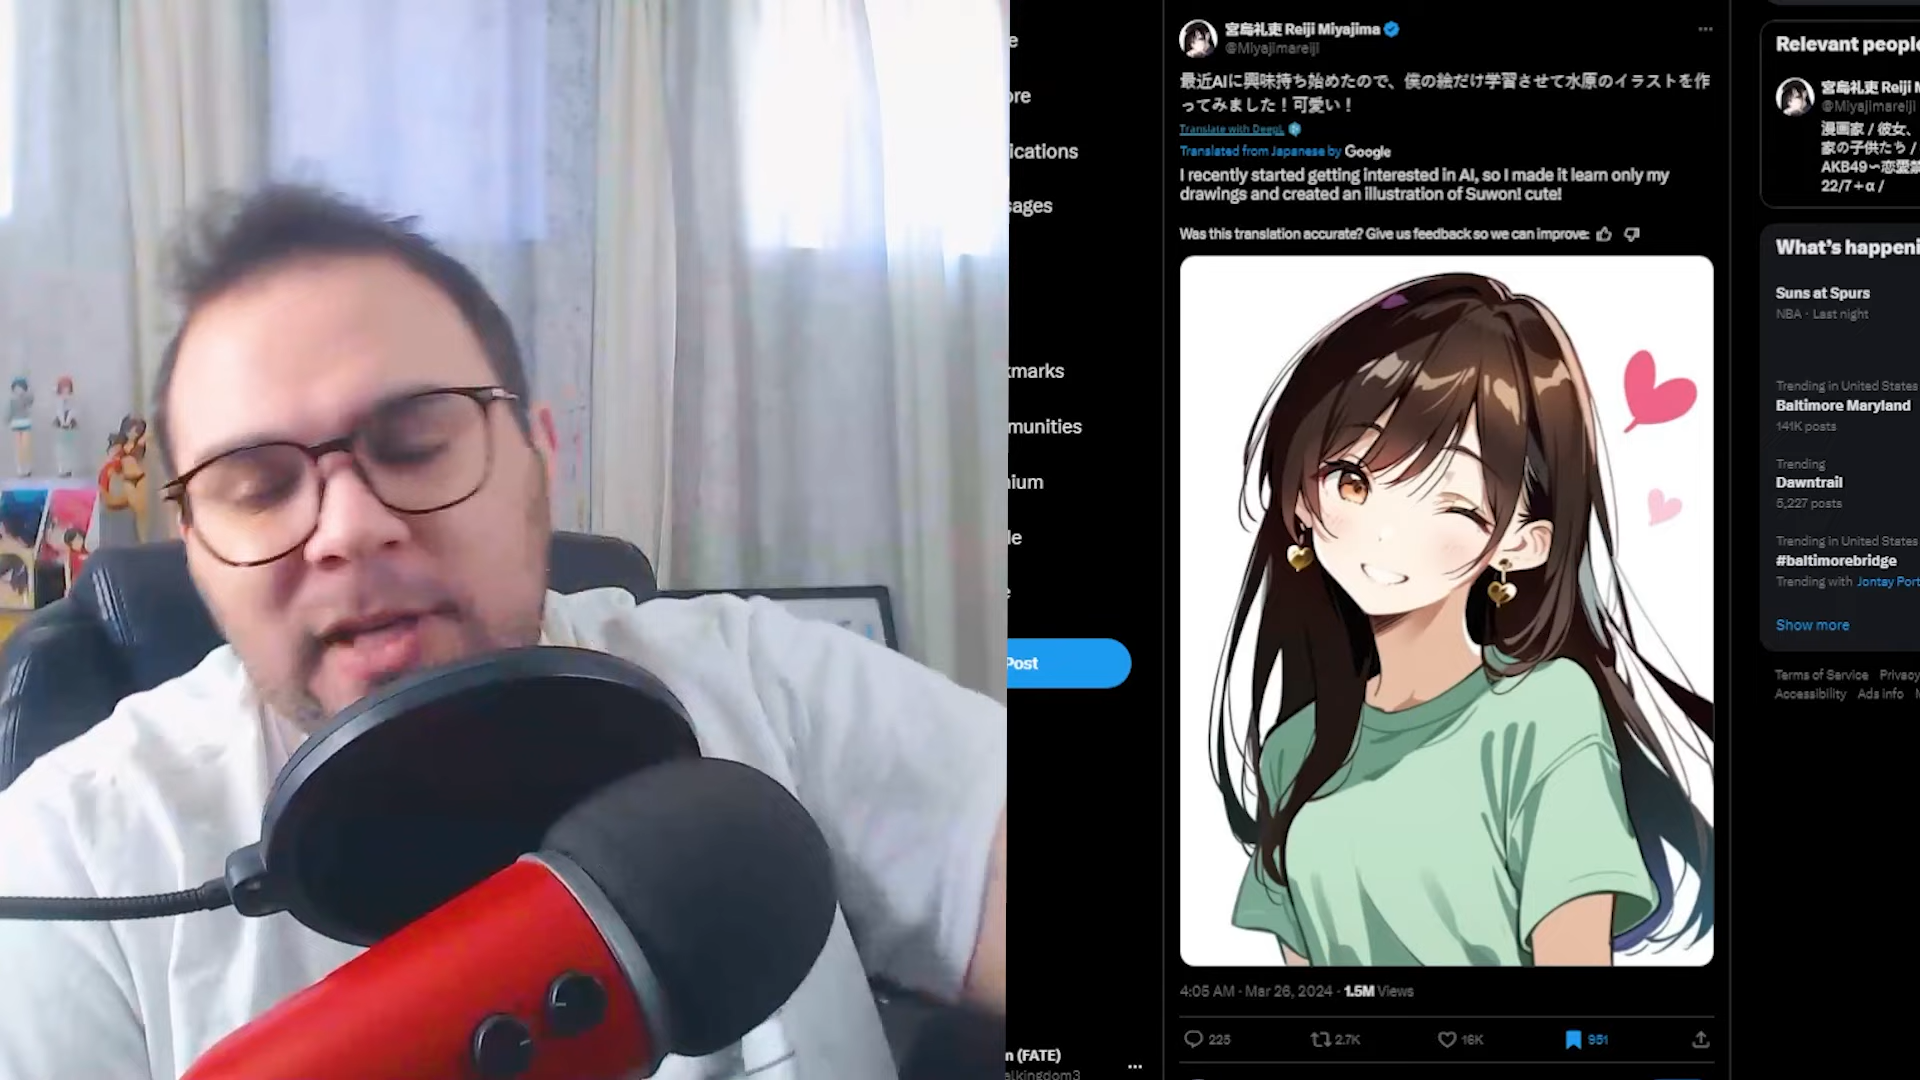 e
ore
ications
sages
kmarks
munities
nium
le
e
Post
n (FATE)
alkingdom3
宮島礼吏 Reiji Miyajima
@Miyajimareiji
最近AIに興味持ち始めたので、僕の絵だけ学習させて水原のイラストを作
ってみました！可愛い！
Translate with DeepL
Translated from Japanese by Google
I recently started getting interested in AI, so I made it learn only my
drawings and created an illustration of Suwon! cute!
Was this translation accurate? Give us feedback so we can improve:
4:05 AM · Mar 26, 2024 · 1.5M Views
225 2.7K 16K 951
Relevant people
宮島礼吏 Reiji M
@Miyajimareiji
漫画家 / 彼女、
家の子供たち /
AKB49〜恋愛禁
22/7+α /
What's happeni
Suns at Spurs
NBA · Last night
Trending in United States
Baltimore Maryland
141K posts
Trending
Dawntrail
5,227 posts
Trending in United States
#baltimorebridge
Trending with Jontay Port
Show more
Terms of Service Privacy
Accessibility Ads info